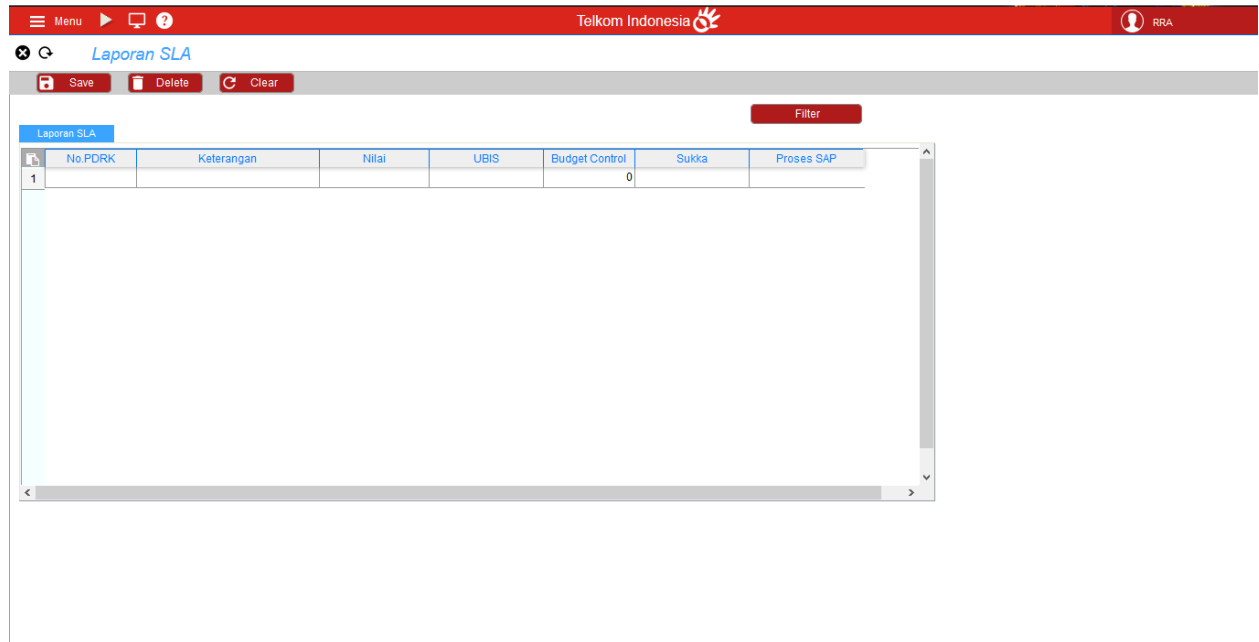 Menu ? Telkom Indonesia RRA
Laporan SLA
Save Delete Clear
Filter
Laporan SLA
No.PDRK Keterangan Nilai UBIS Budget Control Sukka Proses SAP
1 0